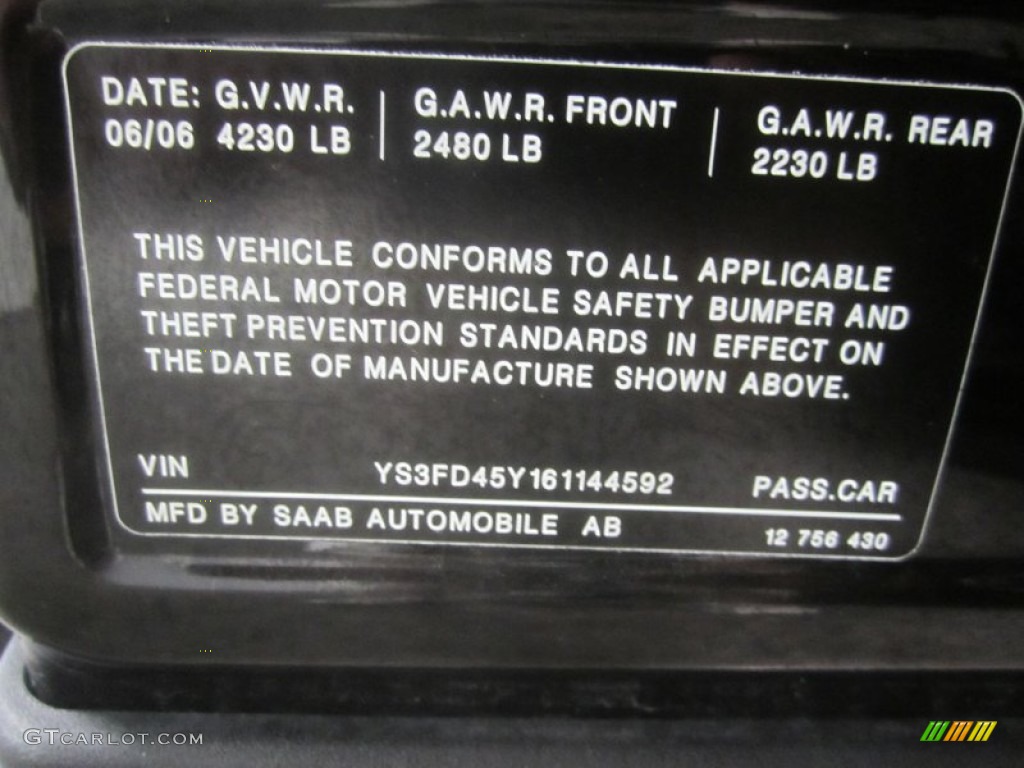 DATE: G.V.W.R. G.A.W.R. FRONT G.A.W.R. REAR
06/06 4230 LB 2480 LB 2230 LB
THIS VEHICLE CONFORMS TO ALL APPLICABLE
FEDERAL MOTOR VEHICLE SAFETY BUMPER AND
THEFT PREVENTION STANDARDS IN EFFECT ON
THE DATE OF MANUFACTURE SHOWN ABOVE.
VIN YS3FD45Y161144592 PASS.CAR
MFD BY SAAB AUTOMOBILE AB 12 756 430
GTCARLOT.COM